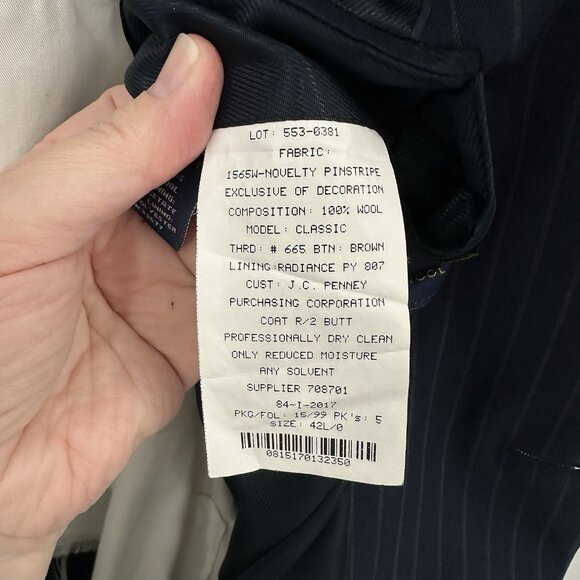 LOT: 553-0381
FABRIC:
1565W-NOVELTY PINSTRIPE
EXCLUSIVE OF DECORATION
COMPOSITION: 100% WOOL
MODEL: CLASSIC
THRD: # 665 BTN: BROWN
LINING:RADIANCE PY 807
CUST: J.C. PENNEY
PURCHASING CORPORATION
COAT R/2 BUTT
PROFESSIONALLY DRY CLEAN
ONLY REDUCED MOISTURE
ANY SOLVENT
SUPPLIER 708701
84-I-2017
PKG/FOL: 15/99 PK's: 5
SIZE: 42L/0
0815170132350